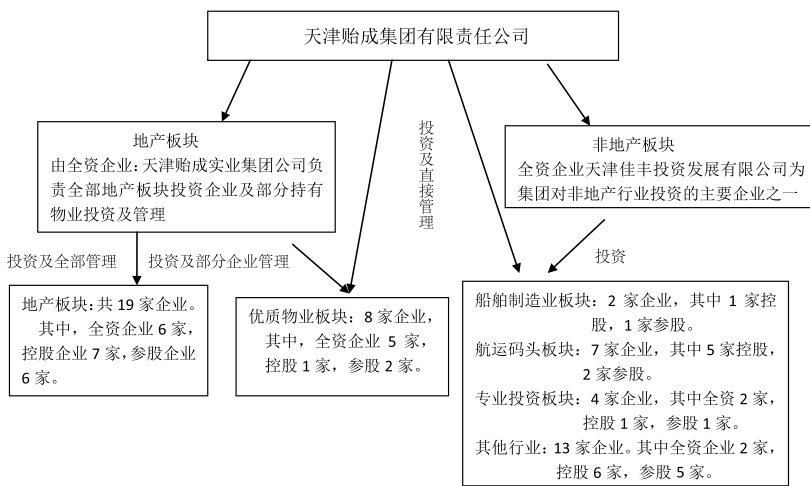 天津贻成集团有限责任公司
地产板块
由全资企业：天津贻成实业集团公司负
责全部地产板块投资企业及部分持有
物业投资及管理
投资及直接管理
非地产板块
全资企业天津佳丰投资发展有限公司为
集团对非地产行业投资的主要企业之一
投资及全部管理
投资及部分企业管理
投资
地产板块：共 19 家企业。
其中，全资企业 6 家，
控股企业 7 家，参股企业
6 家。
优质物业板块：8 家企业，
其中，全资企业 5 家，
控股 1 家，参股 2 家。
船舶制造业板块：2 家企业，其中 1 家控
股，1 家参股。
航运码头板块：7 家企业，其中 5 家控股，
2 家参股。
专业投资板块：4 家企业，其中全资 2 家，
控股 1 家，参股 1 家。
其他行业：13 家企业。其中全资企业 2 家，
控股 6 家，参股 5 家。